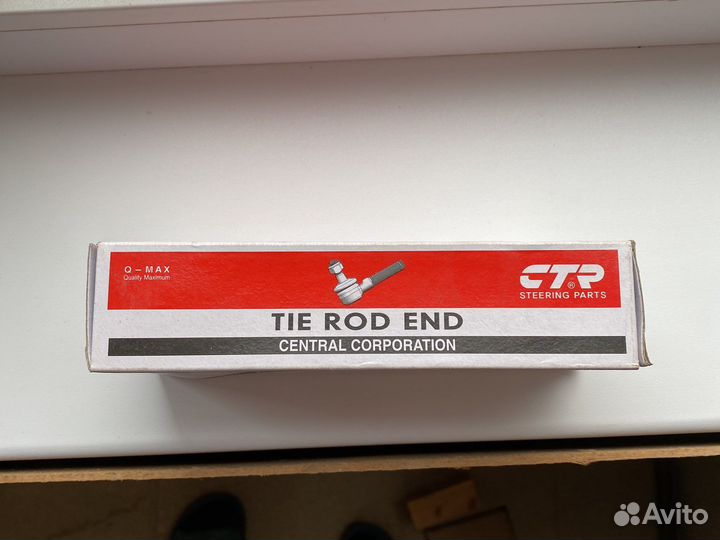 Q – MAX
Quality Maximum
CTR
®
STEERING PARTS
TIE ROD END
CENTRAL CORPORATION
Avito